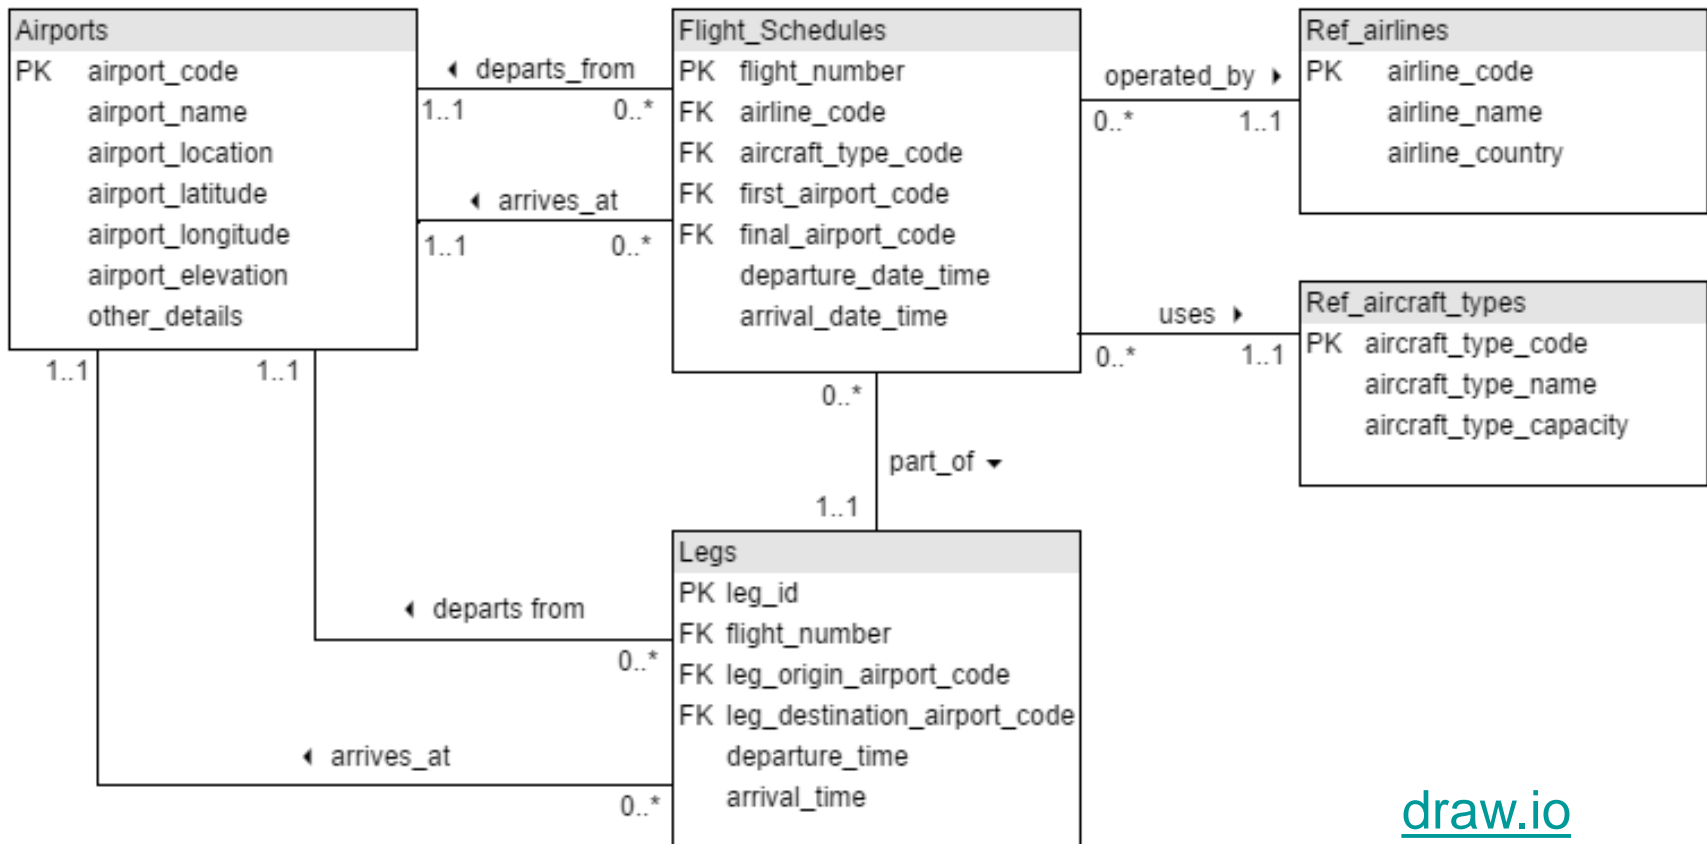 Airports
PK airport_code
airport_name
airport_location
airport_latitude
airport_longitude
airport_elevation
other_details
departs_from
1..1 0..*
arrives_at
1..1 0..*
Flight_Schedules
PK flight_number
FK airline_code
FK aircraft_type_code
FK first_airport_code
FK final_airport_code
departure_date_time
arrival_date_time
operated_by
0..* 1..1
Ref_airlines
PK airline_code
airline_name
airline_country
uses
0..* 1..1
Ref_aircraft_types
PK aircraft_type_code
aircraft_type_name
aircraft_type_capacity
1..1 1..1
0..*
part_of
1..1
Legs
PK leg_id
FK flight_number
FK leg_origin_airport_code
FK leg_destination_airport_code
departure_time
arrival_time
departs from
0..*
arrives_at
0..*
draw.io